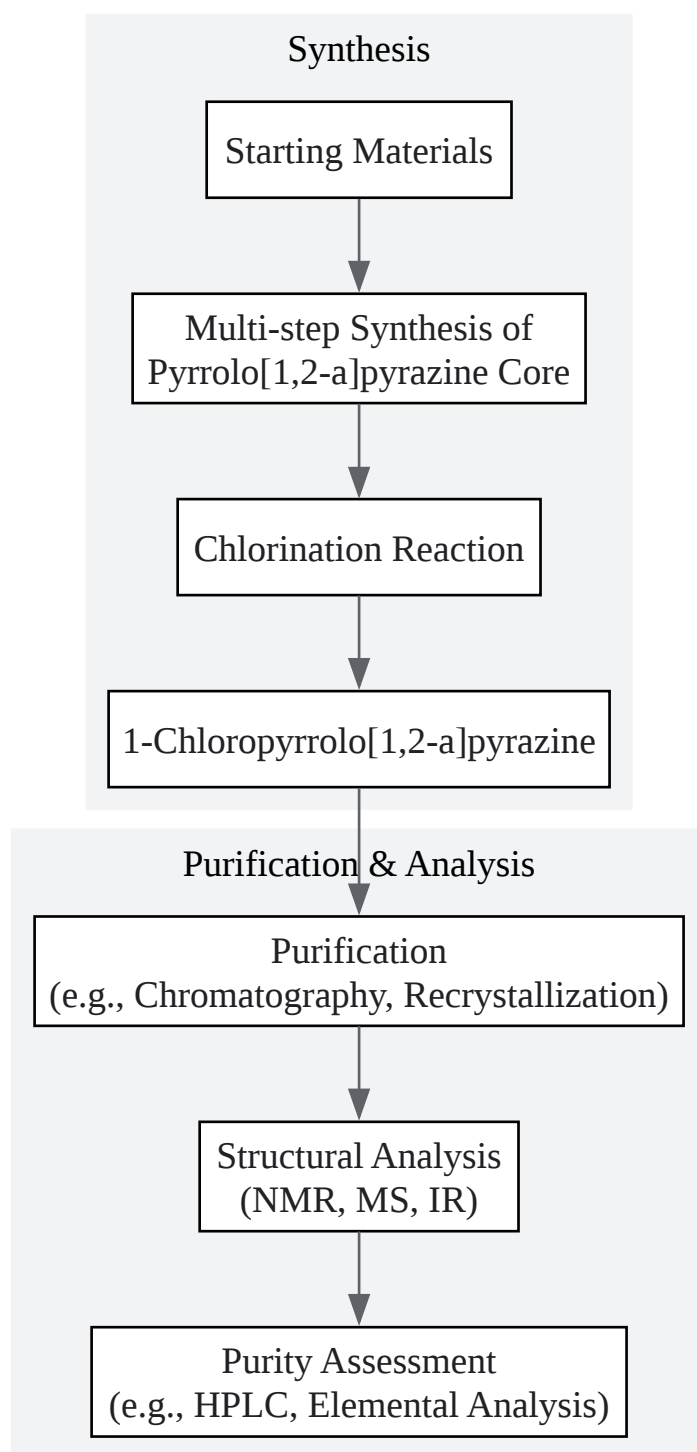 Synthesis
Starting Materials
Multi-step Synthesis of
Pyrrolo[1,2-a]pyrazine Core
Chlorination Reaction
1-Chloropyrrolo[1,2-a]pyrazine
Purification & Analysis
Purification
(e.g., Chromatography, Recrystallization)
Structural Analysis
(NMR, MS, IR)
Purity Assessment
(e.g., HPLC, Elemental Analysis)